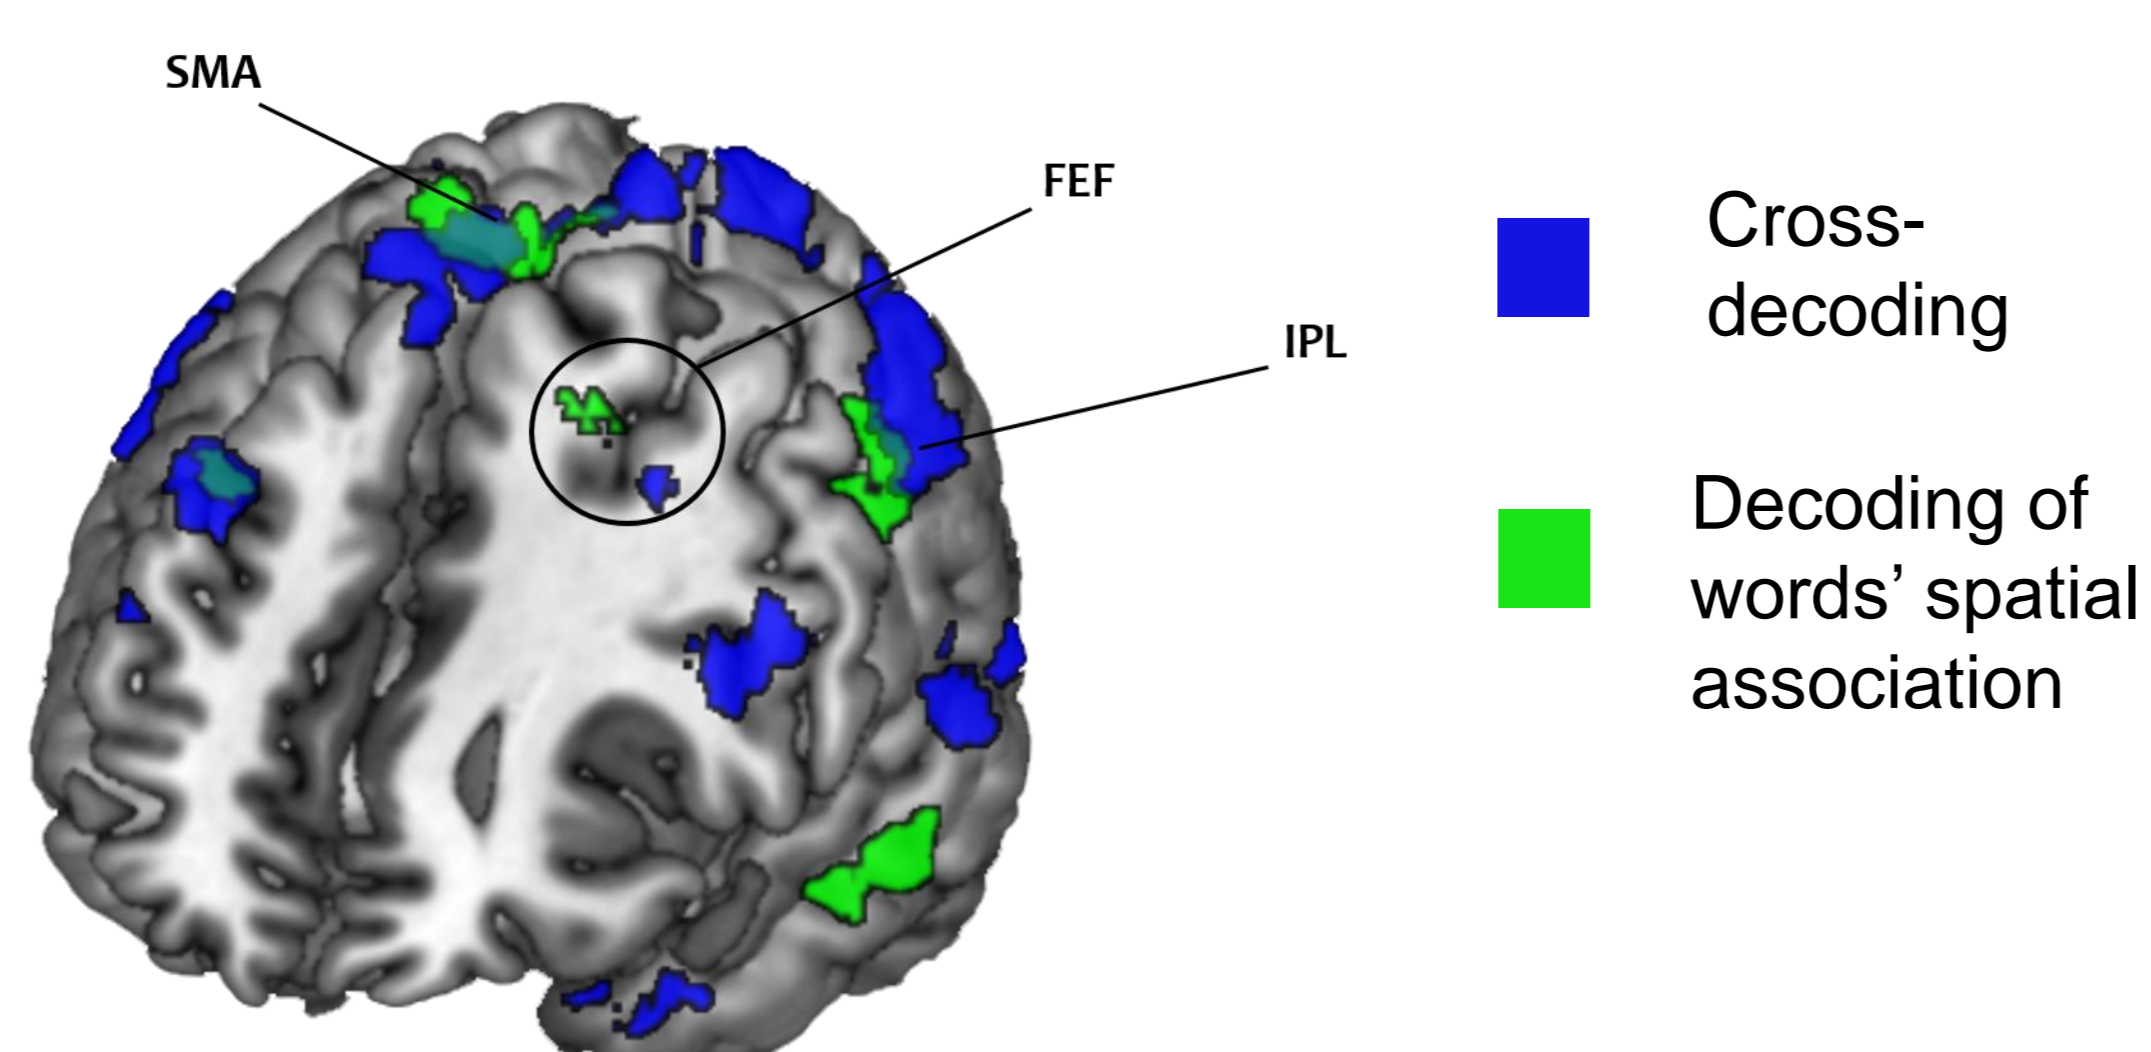 SMA
FEF
IPL
Cross-
decoding
Decoding of
words’ spatial
association